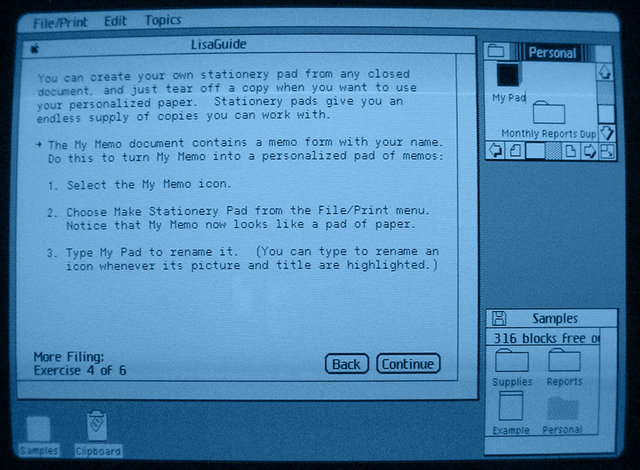 File/Print Edit Topics
LisaGuide
You can create your own stationery pad from any closed
document, and just tear off a copy when you want to use
your personalized paper. Stationery pads give you an
endless supply of copies you can work with.
→ The My Memo document contains a memo form with your name.
Do this to turn My Memo into a personalized pad of memos:
1. Select the My Memo icon.
2. Choose Make Stationery Pad from the File/Print menu.
Notice that My Memo now looks like a pad of paper.
3. Type My Pad to rename it. (You can type to rename an
icon whenever its picture and title are highlighted.)
More Filing:
Exercise 4 of 6
Back Continue
Personal
My Pad
Monthly Reports Dup
Samples
316 blocks free o
Supplies Reports
Example Personal
Samples Clipboard